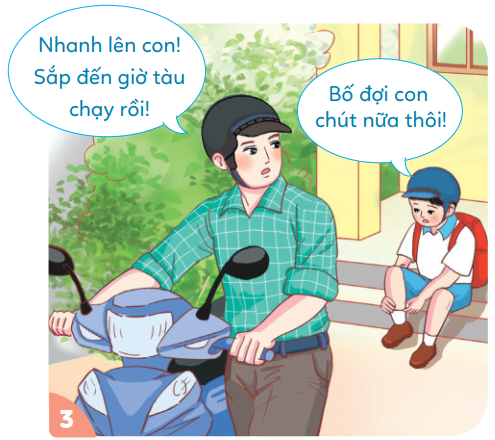 Nhanh lên con!
Sắp đến giờ tàu
chạy rồi!
Bố đợi con
chút nữa thôi!
3